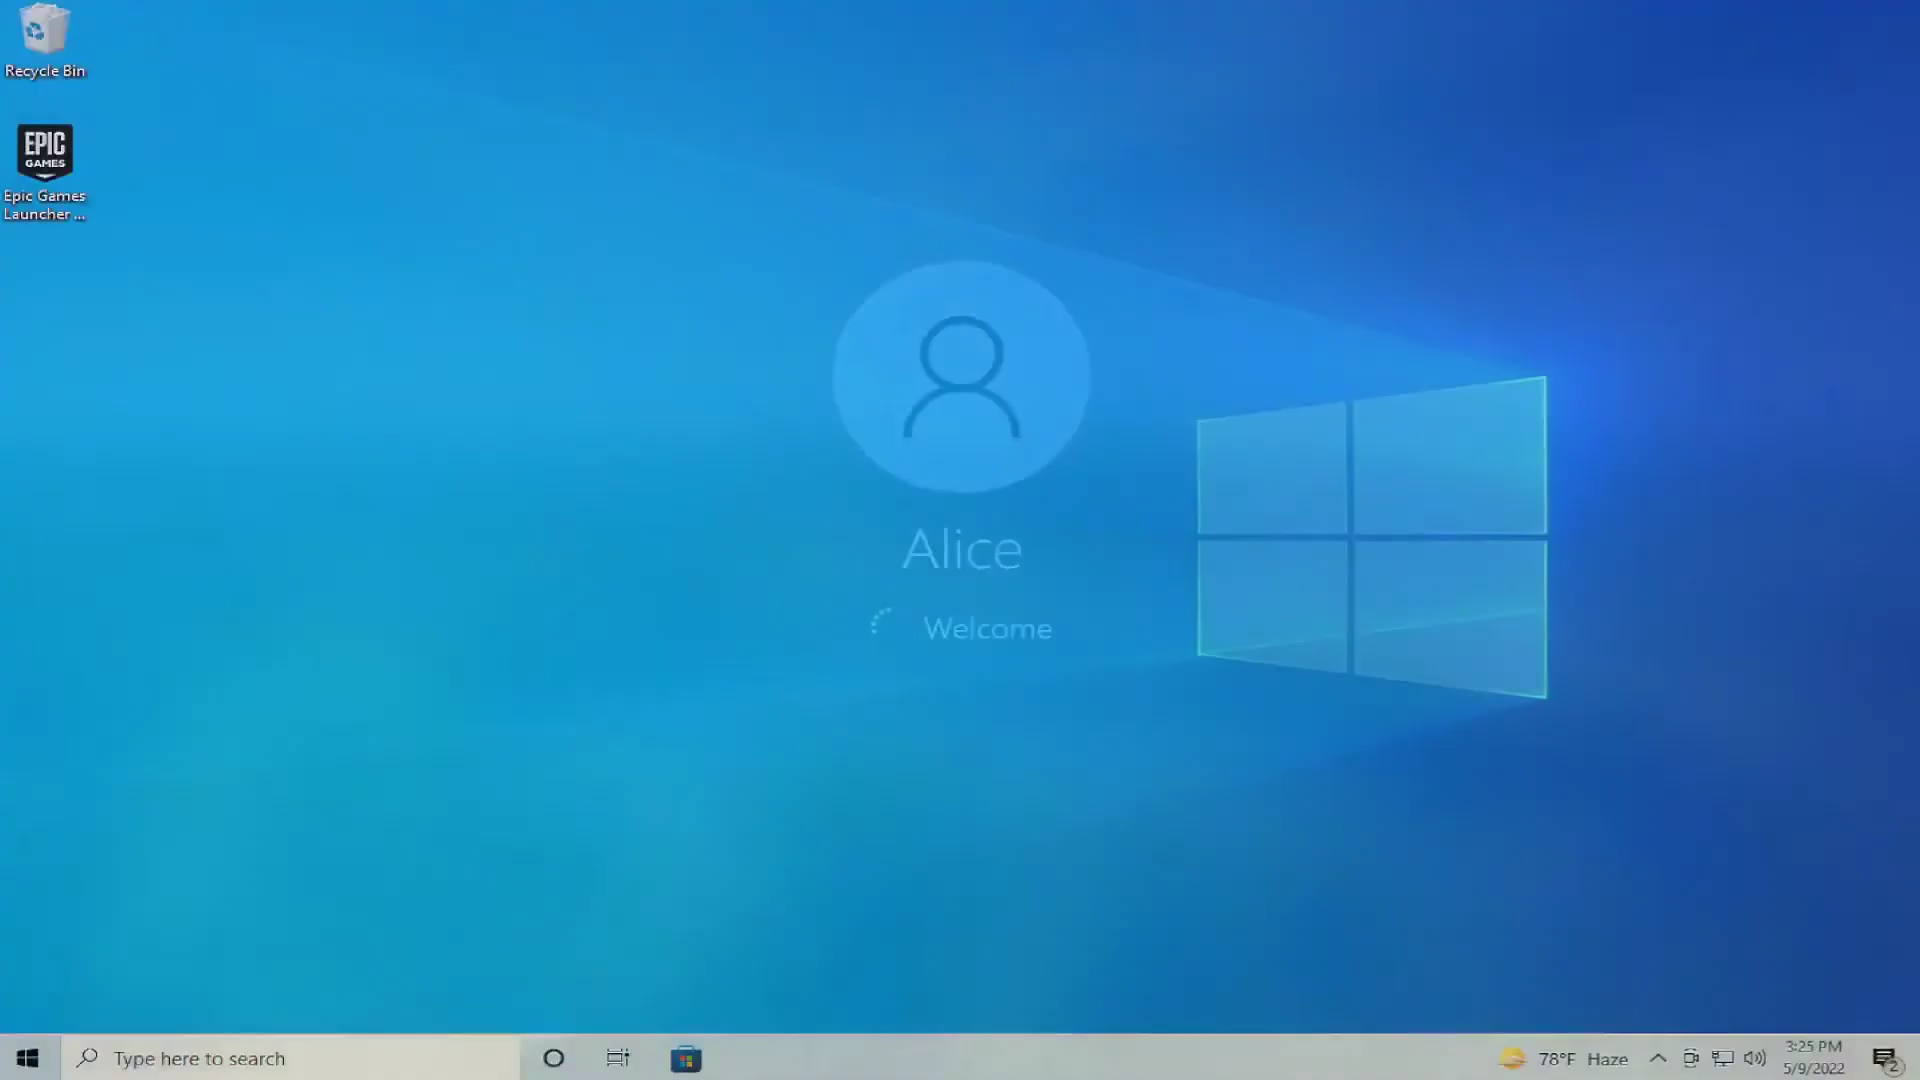 Recycle Bin
EPIC
GAMES
Epic Games
Launcher ...
Alice
Welcome
Type here to search
78°F Haze
3:25 PM
5/9/2022
2